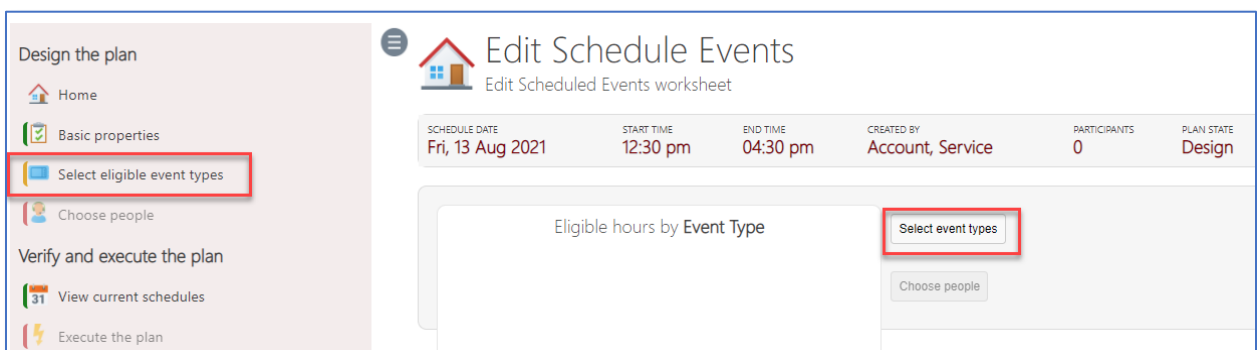 Design the plan
Home
Basic properties
Select eligible event types
Choose people
Verify and execute the plan
31 View current schedules
Execute the plan
Edit Schedule Events
Edit Scheduled Events worksheet
SCHEDULE DATE START TIME END TIME CREATED BY PARTICIPANTS PLAN STATE
Fri, 13 Aug 2021 12:30 pm 04:30 pm Account, Service 0 Design
Eligible hours by Event Type
Select event types
Choose people